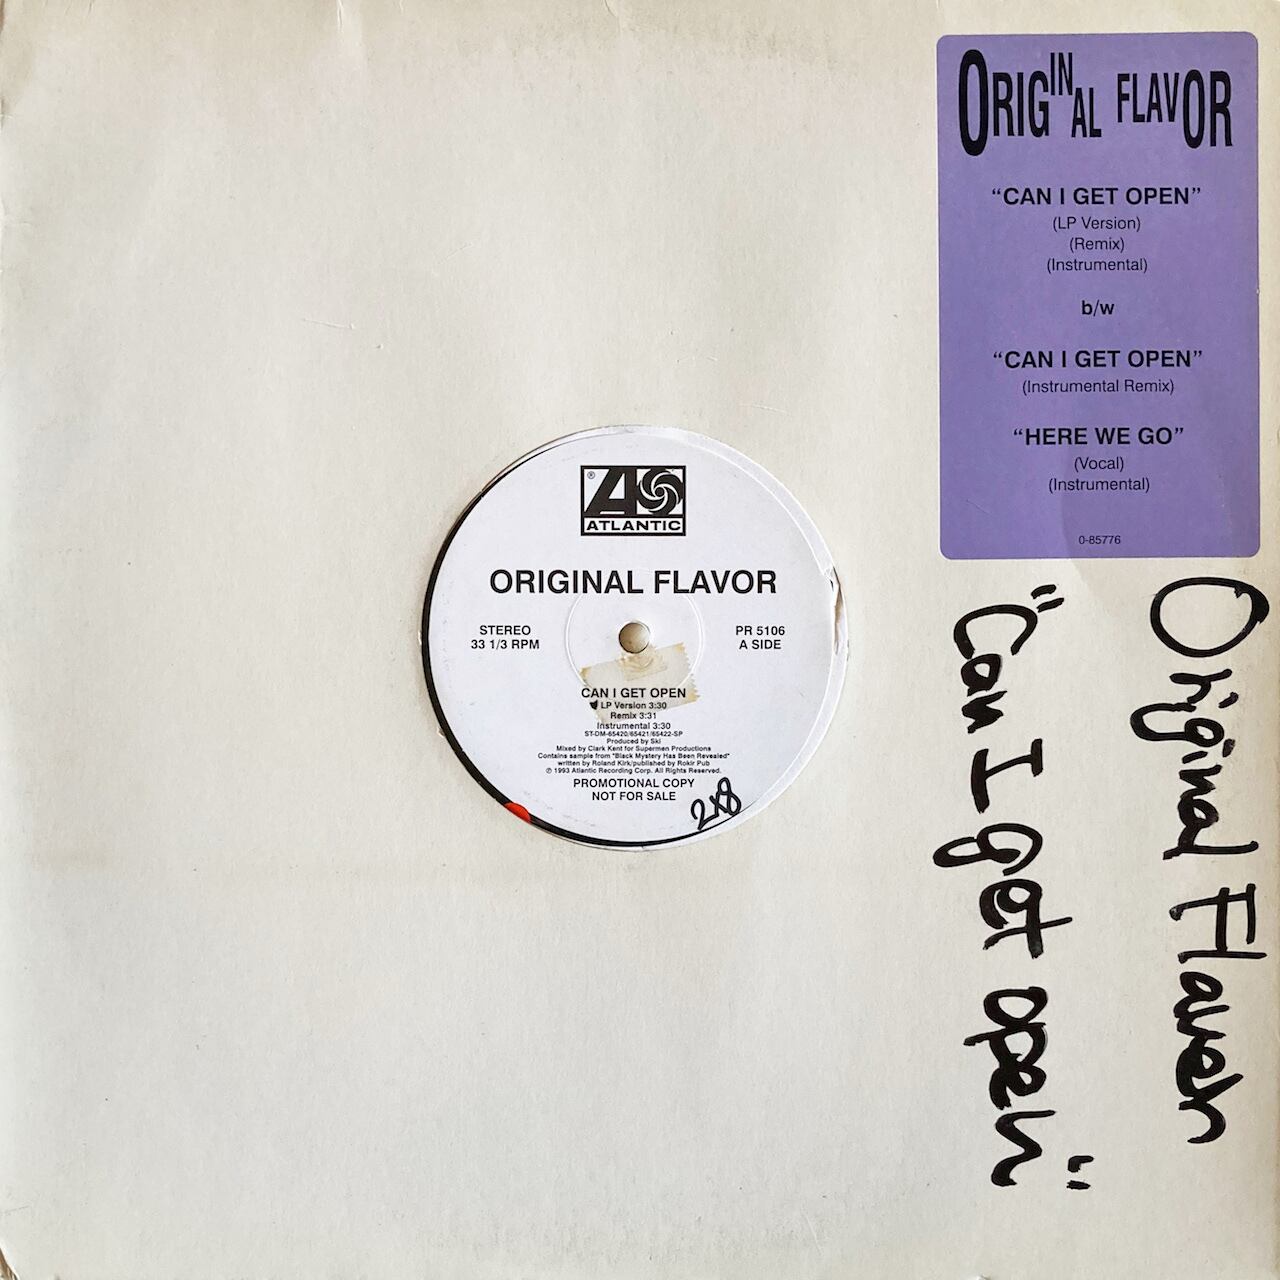 ORIGINAL FLAVOR
“CAN I GET OPEN”
(LP Version)
(Remix)
(Instrumental)
b/w
“CAN I GET OPEN”
(Instrumental Remix)
“HERE WE GO”
(Vocal)
(Instrumental)
0-85776
®
ATLANTIC
ORIGINAL FLAVOR
STEREO
33 1/3 RPM
PR 5106
A SIDE
CAN I GET OPEN
LP Version 3:30
Remix 3:31
Instrumental 3:30
ST-DM-65420/65421/65422-SP
Produced by Ski
Mixed by Clark Kent for Supermen Productions
Contains sample from "Black Mystery Has Been Revealed"
written by Roland Kirk/published by Rokir Pub
℗ 1993 Atlantic Recording Corp. All Rights Reserved.
PROMOTIONAL COPY
NOT FOR SALE
2x8
Original Flaver
"Can I get open"